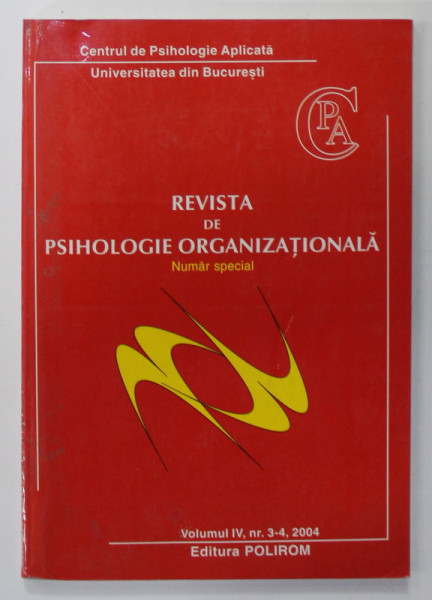 Centrul de Psihologie Aplicată
Universitatea din București
CPA
REVISTA
DE
PSIHOLOGIE ORGANIZAȚIONALĂ
Număr special
Volumul IV, nr. 3-4, 2004
Editura POLIROM